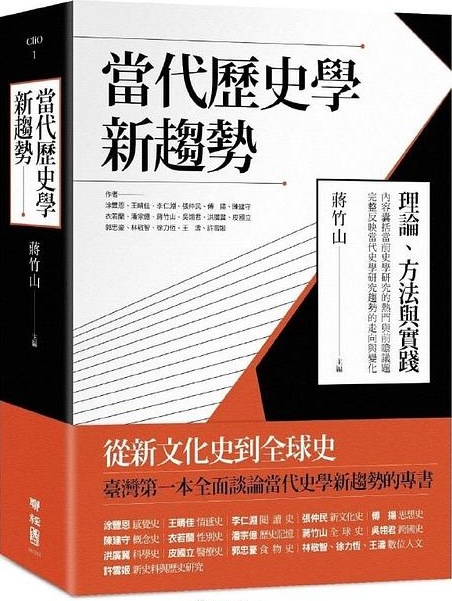 clio
1
當代歷史學
新趨勢
蔣竹山
主編
聯經
當代歷史學
新趨勢
作者
涂豐恩、王晴佳、李仁淵、張仲民、傅 揚、陳建守
衣若蘭、潘宗億、蔣竹山、吳翎君、洪廣冀、皮國立
郭忠豪、林敬智、徐力恆、王 濤、許雪姬
理論、方法與實踐
內容囊括當前史學研究的熱門與前瞻議題
完整反映當代史學研究趨勢的走向與變化
蔣竹山
主編
從新文化史到全球史
臺灣第一本全面談論當代史學新趨勢的專書
涂豐恩 感覺史│王晴佳 情感史│李仁淵 閱讀史│張仲民 新文化史│傅 揚 思想史
陳建守 概念史│衣若蘭 性別史│潘宗億 歷史記憶│蔣竹山 全球史│吳翎君 跨國史
洪廣冀 科學史│皮國立 醫療史│郭忠豪 食物史│林敬智、徐力恆、王濤 數位人文
許雪姬 新史料與歷史研究